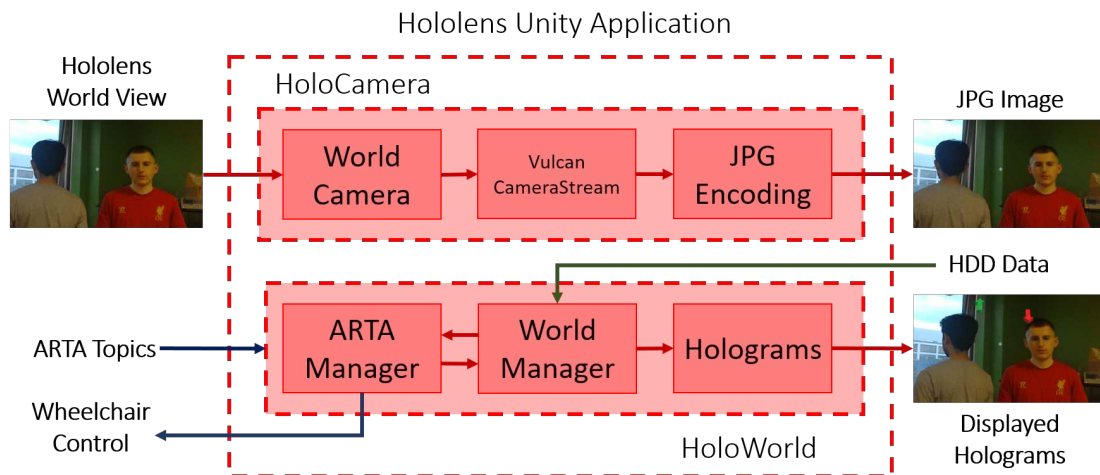 Hololens Unity Application
Hololens
World View
HoloCamera
JPG Image
World
Camera
Vulcan
CameraStream
JPG
Encoding
HDD Data
ARTA Topics
ARTA
Manager
World
Manager
Holograms
Wheelchair
Control
HoloWorld
Displayed
Holograms